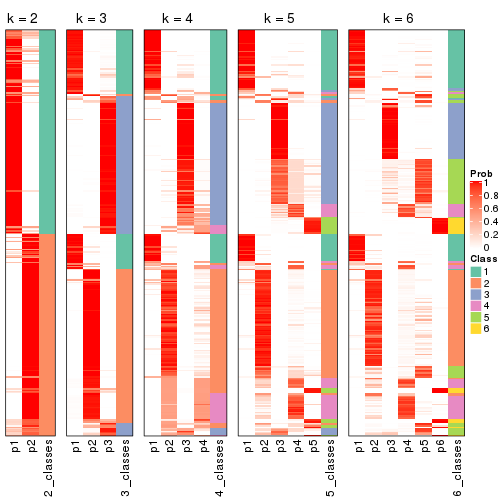 k = 2
k = 3
k = 4
k = 5
k = 6
Prob
1
0.8
0.6
0.4
0.2
0
Class
1
2
3
4
5
6
p1
p2
2_classes
p1
p2
p3
3_classes
p1
p2
p3
p4
4_classes
p1
p2
p3
p4
p5
5_classes
p1
p2
p3
p4
p5
p6
6_classes